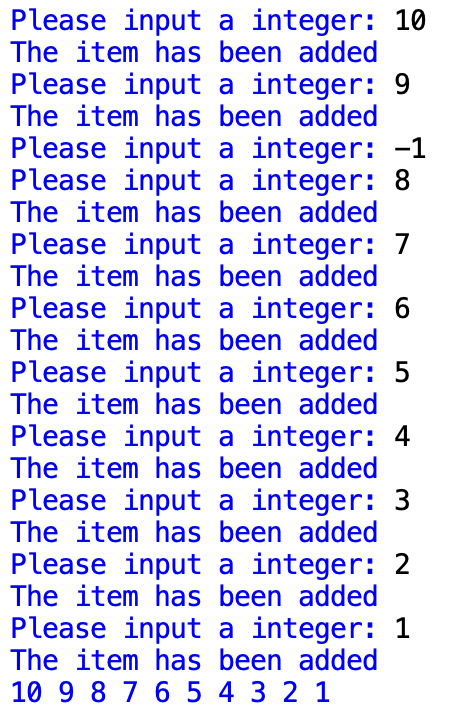 Please input a integer: 10
The item has been added
Please input a integer: 9
The item has been added
Please input a integer: -1
Please input a integer: 8
The item has been added
Please input a integer: 7
The item has been added
Please input a integer: 6
The item has been added
Please input a integer: 5
The item has been added
Please input a integer: 4
The item has been added
Please input a integer: 3
The item has been added
Please input a integer: 2
The item has been added
Please input a integer: 1
The item has been added
10 9 8 7 6 5 4 3 2 1